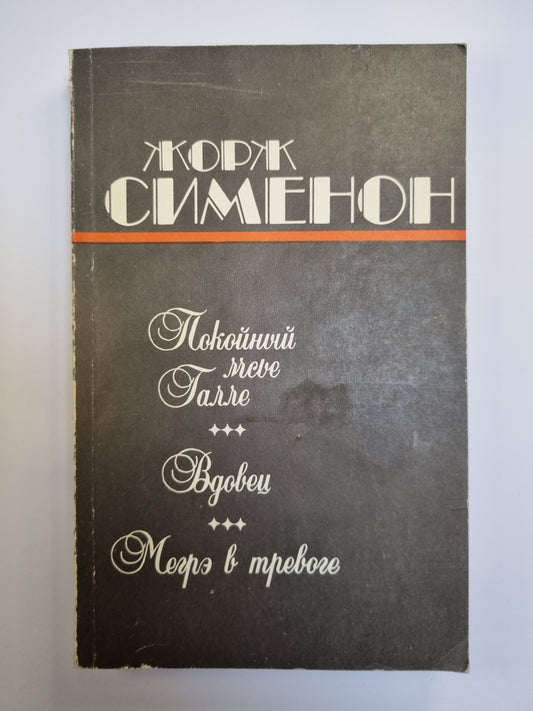 ЖОРЖ
СИМЕНОН
Покойный
мсье
Галле
Вдовец
Мегрэ в тревоге